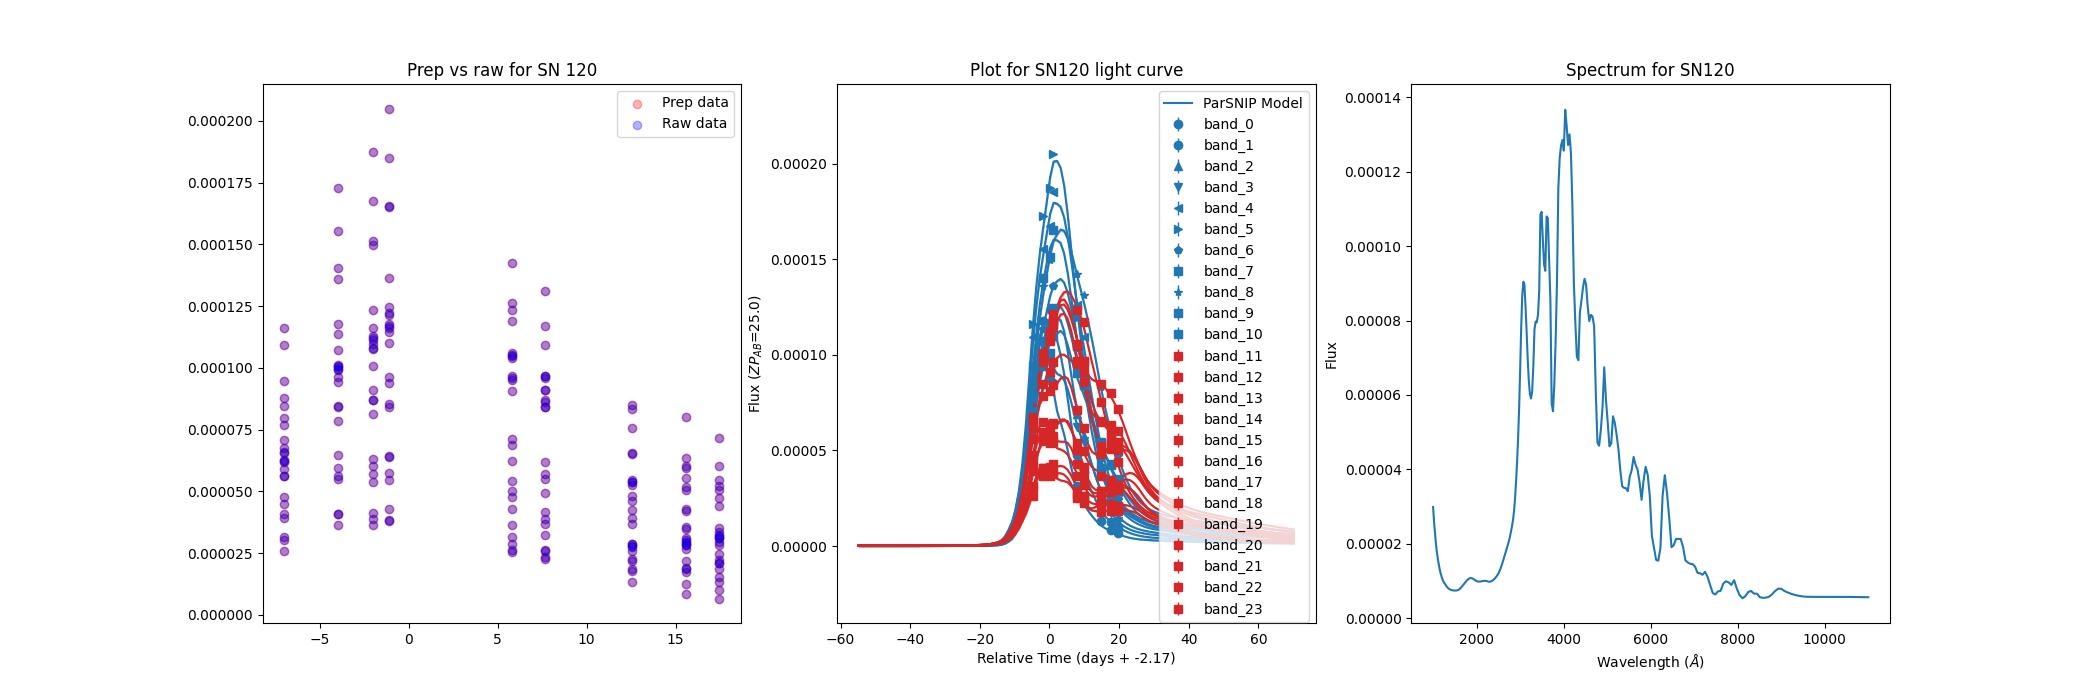 Prep vs raw for SN 120
Prep data
Raw data
0.000200
0.000175
0.000150
0.000125
0.000100
0.000075
0.000050
0.000025
0.000000
−5
0
5
10
15
Plot for SN120 light curve
ParSNIP Model
band_0
band_1
band_2
band_3
band_4
band_5
band_6
band_7
band_8
band_9
band_10
band_11
band_12
band_13
band_14
band_15
band_16
band_17
band_18
band_19
band_20
band_21
band_22
band_23
Flux (ZP_AB=25.0)
0.00020
0.00015
0.00010
0.00005
0.00000
−60
−40
−20
0
20
40
60
Relative Time (days + -2.17)
Spectrum for SN120
Flux
0.00014
0.00012
0.00010
0.00008
0.00006
0.00004
0.00002
0.00000
2000
4000
6000
8000
10000
Wavelength (Å)